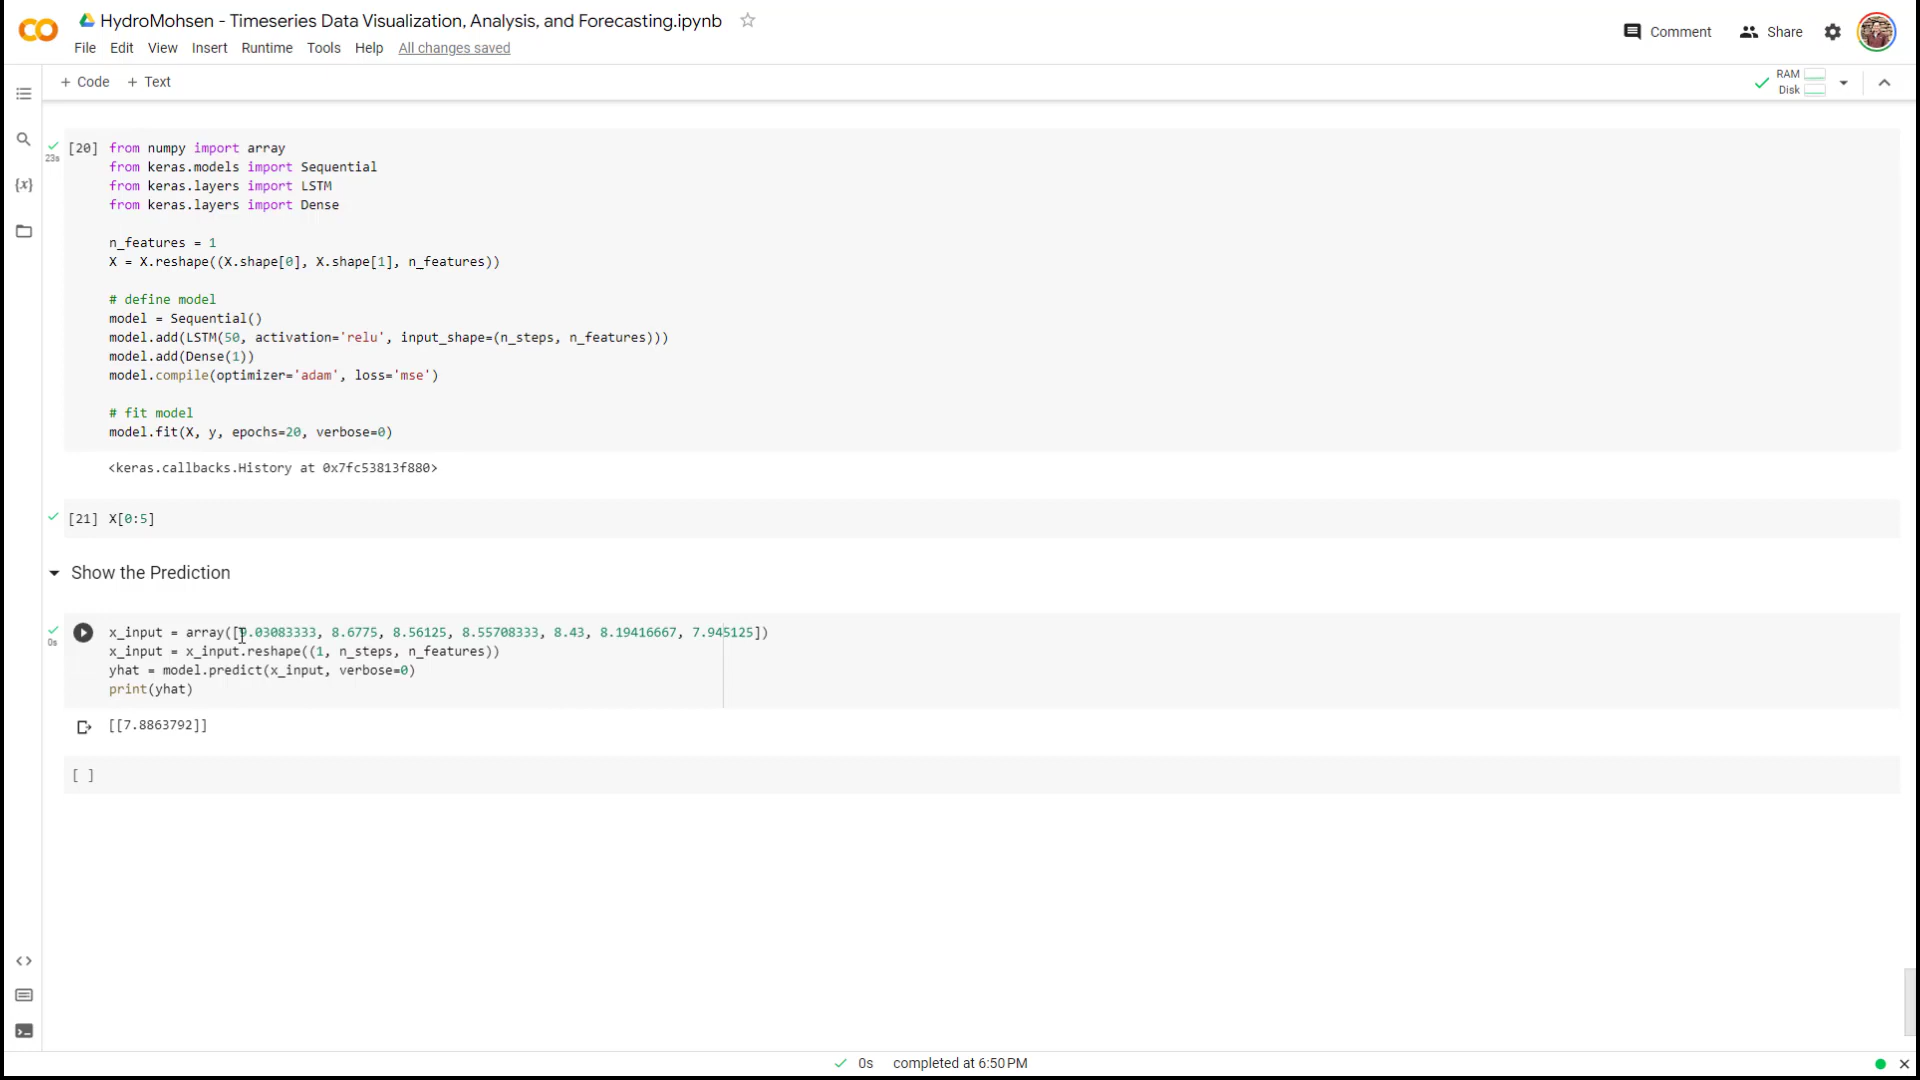 HydroMohsen - Timeseries Data Visualization, Analysis, and Forecasting.ipynb
File Edit View Insert Runtime Tools Help All changes saved
Comment Share
+ Code + Text
RAM
Disk
23s
[20] from numpy import array
from keras.models import Sequential
from keras.layers import LSTM
from keras.layers import Dense
n_features = 1
X = X.reshape((X.shape[0], X.shape[1], n_features))
# define model
model = Sequential()
model.add(LSTM(50, activation='relu', input_shape=(n_steps, n_features)))
model.add(Dense(1))
model.compile(optimizer='adam', loss='mse')
# fit model
model.fit(X, y, epochs=20, verbose=0)
<keras.callbacks.History at 0x7fc53813f880>
[21] X[0:5]
Show the Prediction
0s
x_input = array([9.03083333, 8.6775, 8.56125, 8.55708333, 8.43, 8.19416667, 7.945125])
x_input = x_input.reshape((1, n_steps, n_features))
yhat = model.predict(x_input, verbose=0)
print(yhat)
[[7.8863792]]
[ ]
0s completed at 6:50 PM